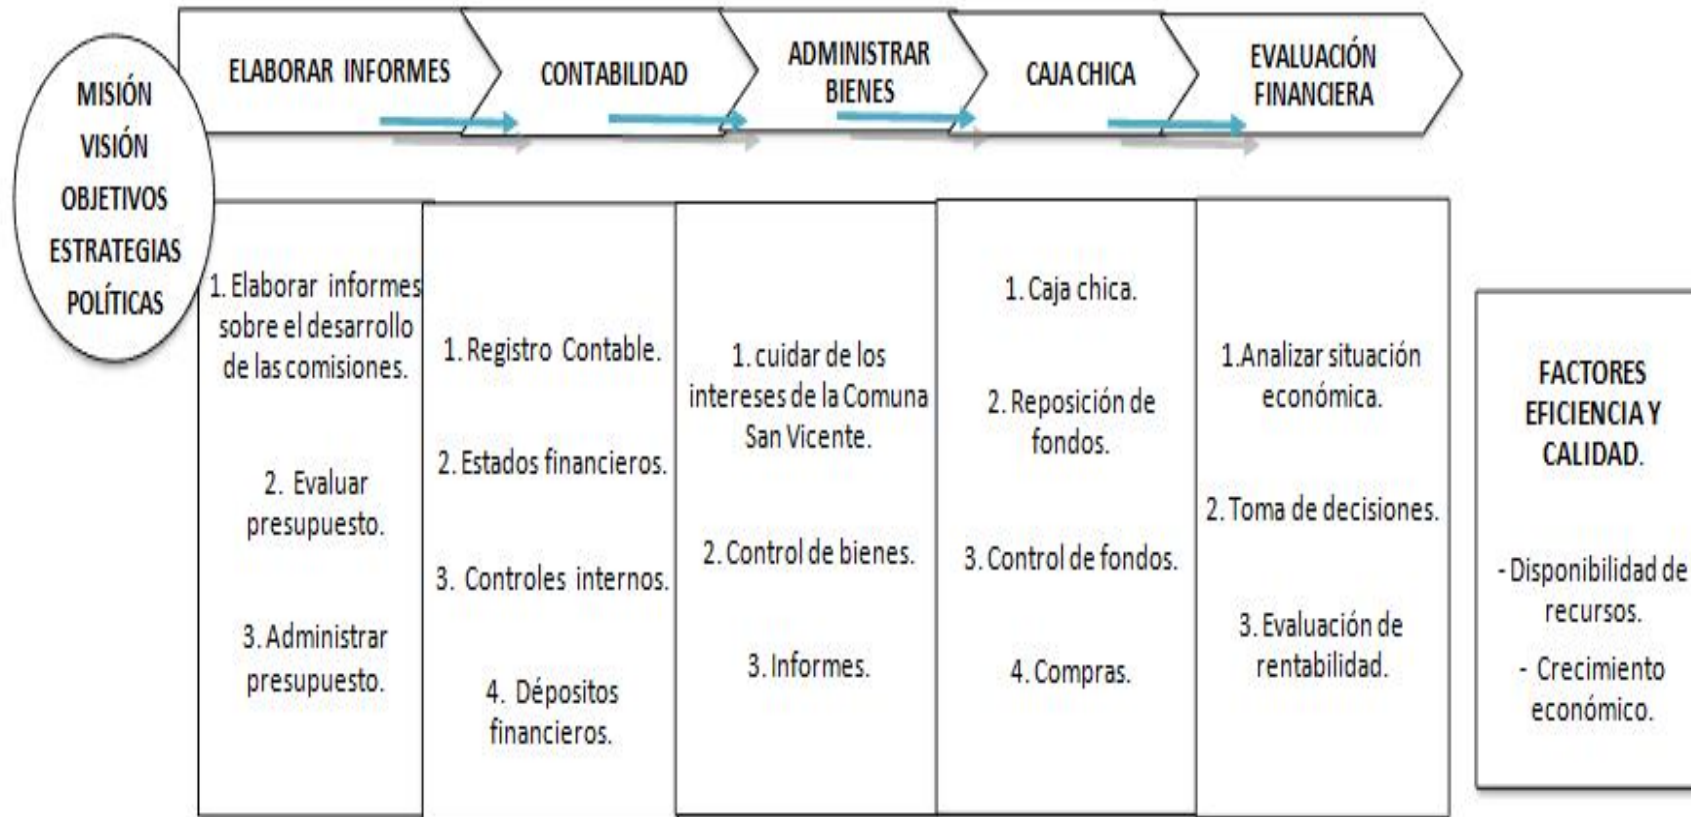 MISIÓN
VISIÓN
OBJETIVOS
ESTRATEGIAS
POLÍTICAS
ELABORAR INFORMES
CONTABILIDAD
ADMINISTRAR
BIENES
CAJA CHICA
EVALUACIÓN
FINANCIERA
1. Elaborar informes
sobre el desarrollo
de las comisiones.
2. Evaluar
presupuesto.
3. Administrar
presupuesto.
1. Registro Contable.
2. Estados financieros.
3. Controles internos.
4. Dépositos
financieros.
1. cuidar de los
intereses de la Comuna
San Vicente.
2. Control de bienes.
3. Informes.
1. Caja chica.
2. Reposición de
fondos.
3. Control de fondos.
4. Compras.
1.Analizar situación
económica.
2. Toma de decisiones.
3. Evaluación de
rentabilidad.
FACTORES
EFICIENCIA Y
CALIDAD.
- Disponibilidad de
recursos.
- Crecimiento
económico.